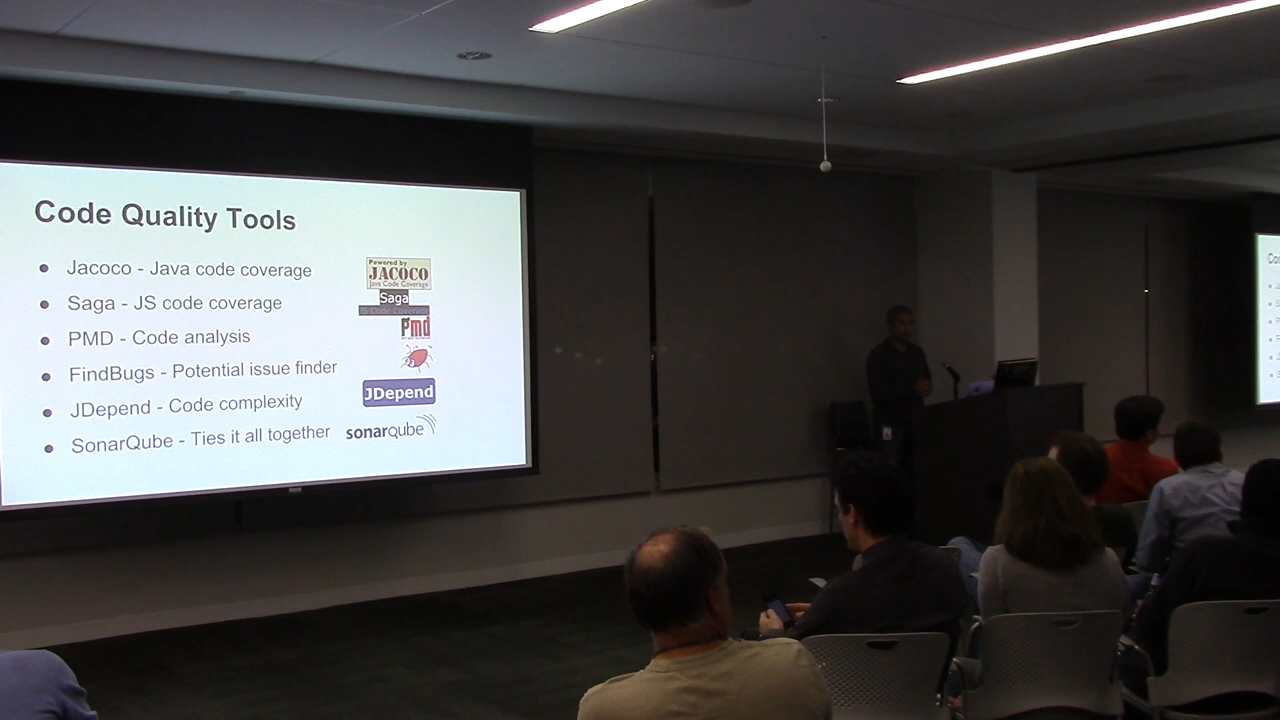 Code Quality Tools
● Jacoco - Java code coverage
● Saga - JS code coverage
● PMD - Code analysis
● FindBugs - Potential issue finder
● JDepend - Code complexity
● SonarQube - Ties it all together
Powered by
JACOCO
Java Code Coverage
Saga
JS Code Coverage
Pmd
JDepend
sonarqube
Co